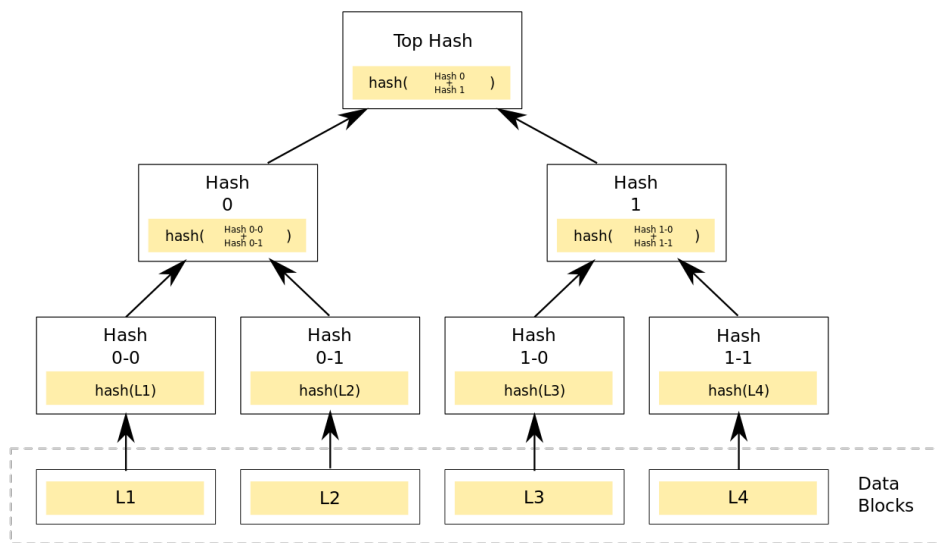 Top Hash
hash( Hash 0 + Hash 1 )
Hash
0
hash( Hash 0-0 + Hash 0-1 )
Hash
1
hash( Hash 1-0 + Hash 1-1 )
Hash
0-0
hash(L1)
Hash
0-1
hash(L2)
Hash
1-0
hash(L3)
Hash
1-1
hash(L4)
L1
L2
L3
L4
Data
Blocks